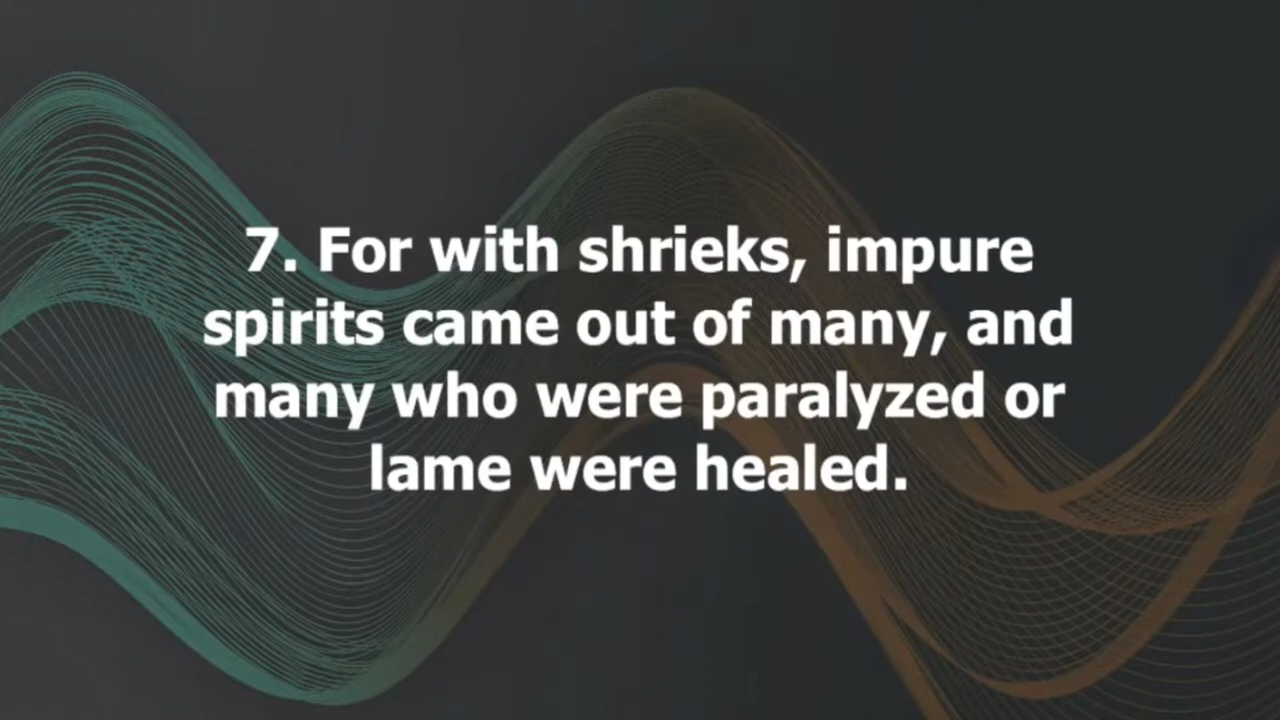 7. For with shrieks, impure
spirits came out of many, and
many who were paralyzed or
lame were healed.